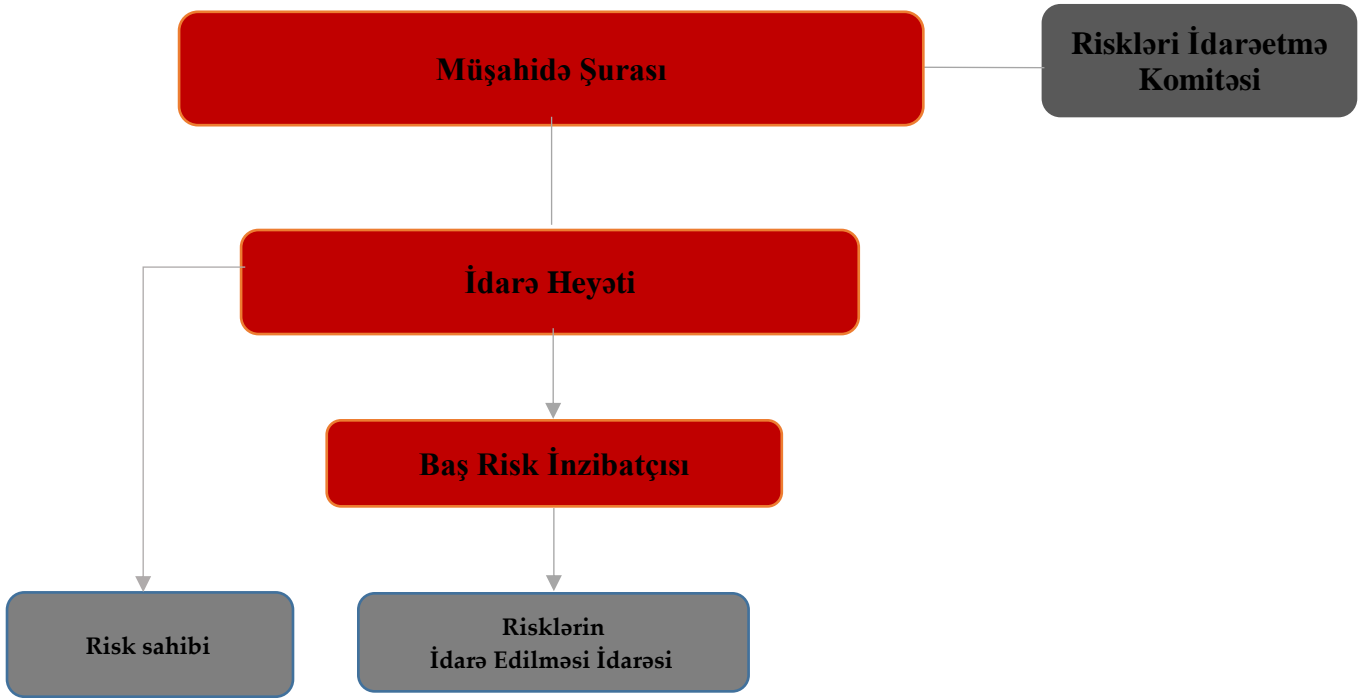 Müşahidə Şurası
Riskləri İdarəetmə
Komitəsi
İdarə Heyəti
Baş Risk İnzibatçısı
Risk sahibi
Risklərin
İdarə Edilməsi İdarəsi